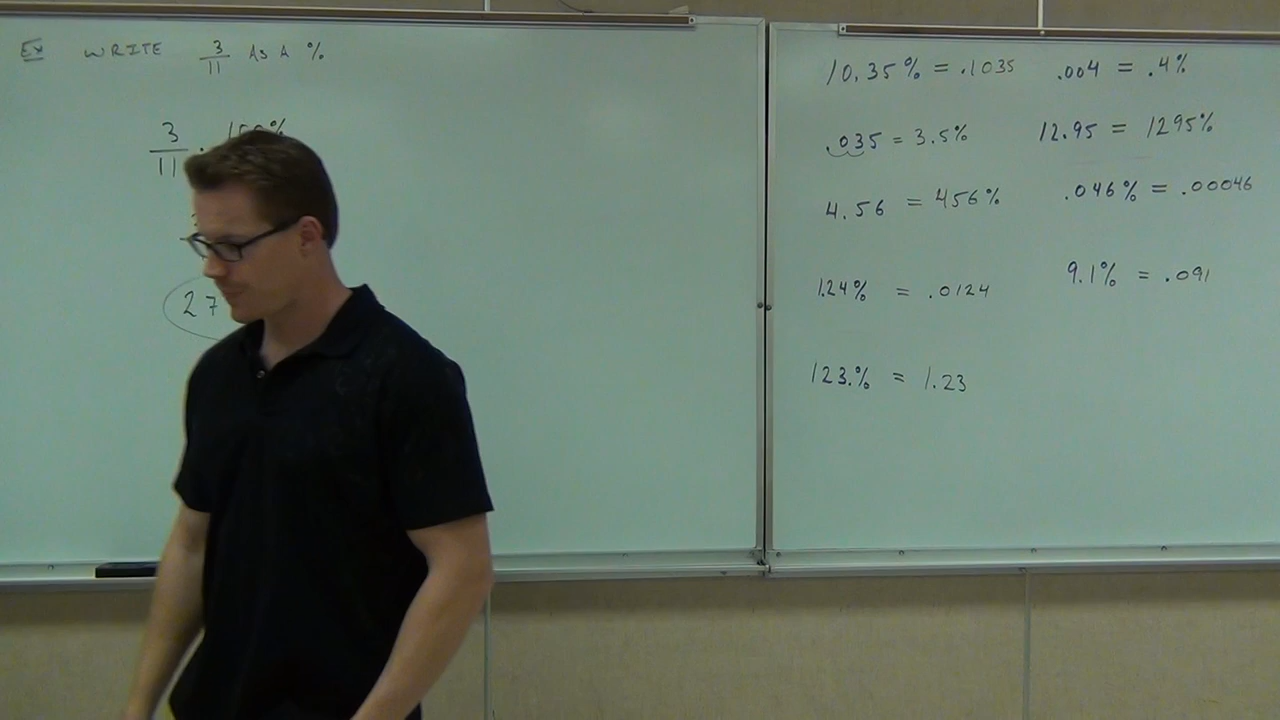 Ex WRITE 3/11 AS A %
3/11 · 100%
27
10.35% = .1035
.035 = 3.5%
4.56 = 456%
1.24% = .0124
123.% = 1.23
.004 = .4%
12.95 = 1295%
.046% = .00046
9.1% = .091